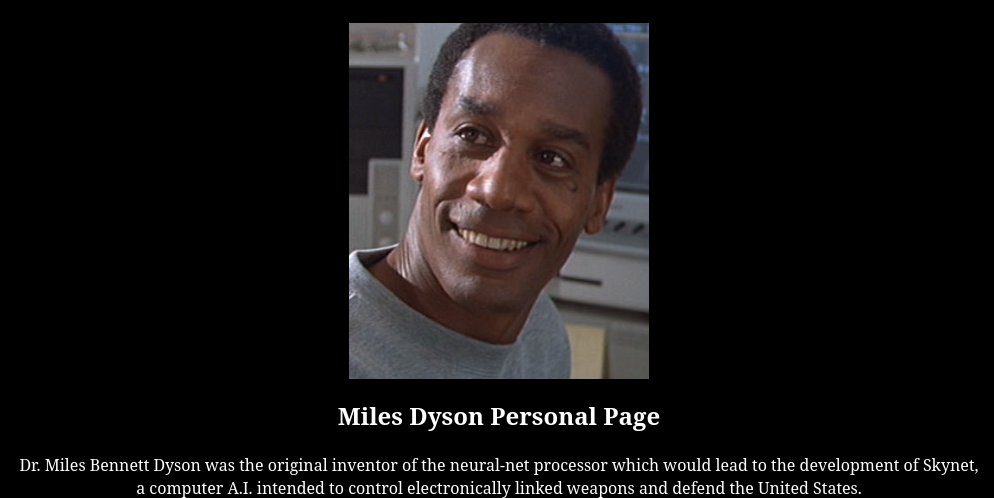 Miles Dyson Personal Page
Dr. Miles Bennett Dyson was the original inventor of the neural-net processor which would lead to the development of Skynet,
a computer A.I. intended to control electronically linked weapons and defend the United States.